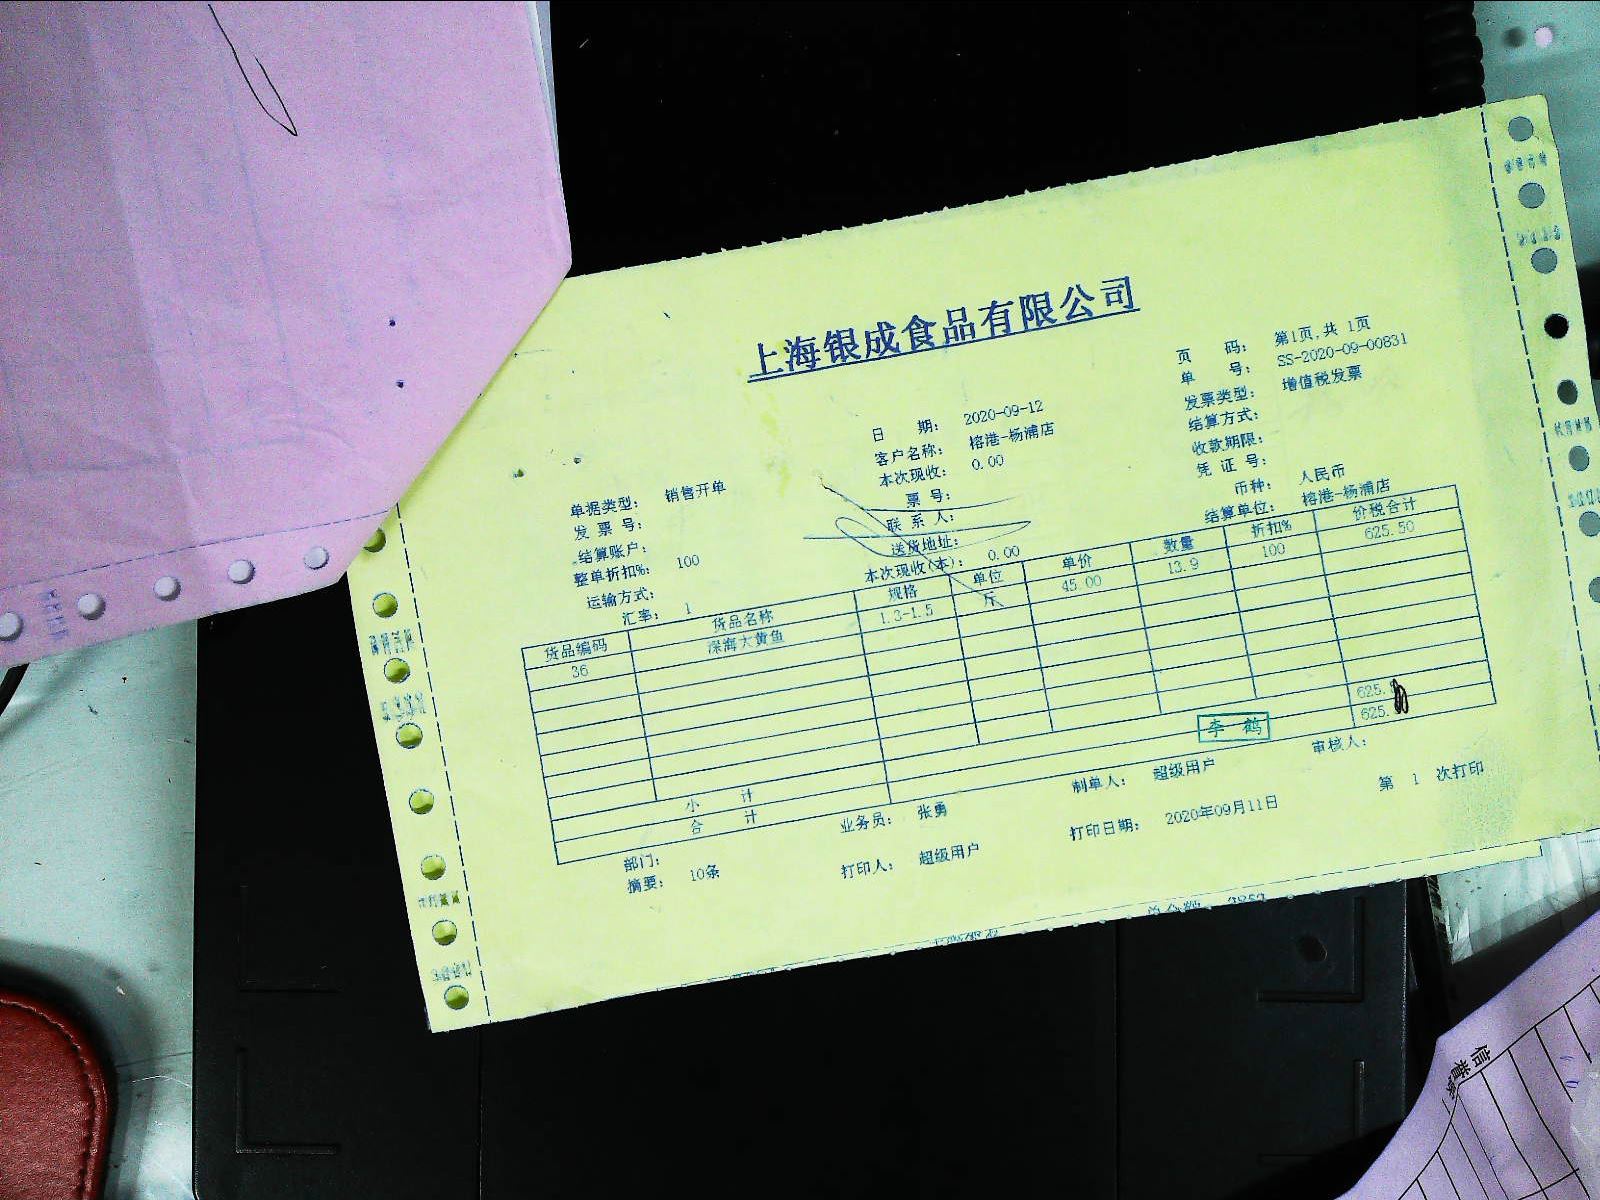 上海银成食品有限公司
页 码: 第1页,共 1页
单 号: SS-2020-09-00831
日 期: 2020-09-12 发票类型: 增值税发票
客户名称: 榕港-杨浦店 结算方式:
单据类型: 销售开单 本次现收: 0.00 收款期限:
发 票 号: 票 号: 凭 证 号:
结算账户: 联 系 人: 币种: 人民币
整单折扣%: 100 送货地址: 结算单位: 榕港-杨浦店
运输方式: 本次现收(本): 0.00
汇率: 1
货品编码 货品名称 规格 单位 单价 数量 折扣% 价税合计
36 深海大黄鱼 1.3-1.5 斤 45.00 13.9 100 625.50
小 计 625.
合 计 625.
李 鹤
部门: 业务员: 张勇 制单人: 超级用户 审核人:
摘要: 10条 打印人: 超级用户 打印日期: 2020年09月11日 第 1 次打印
信誉